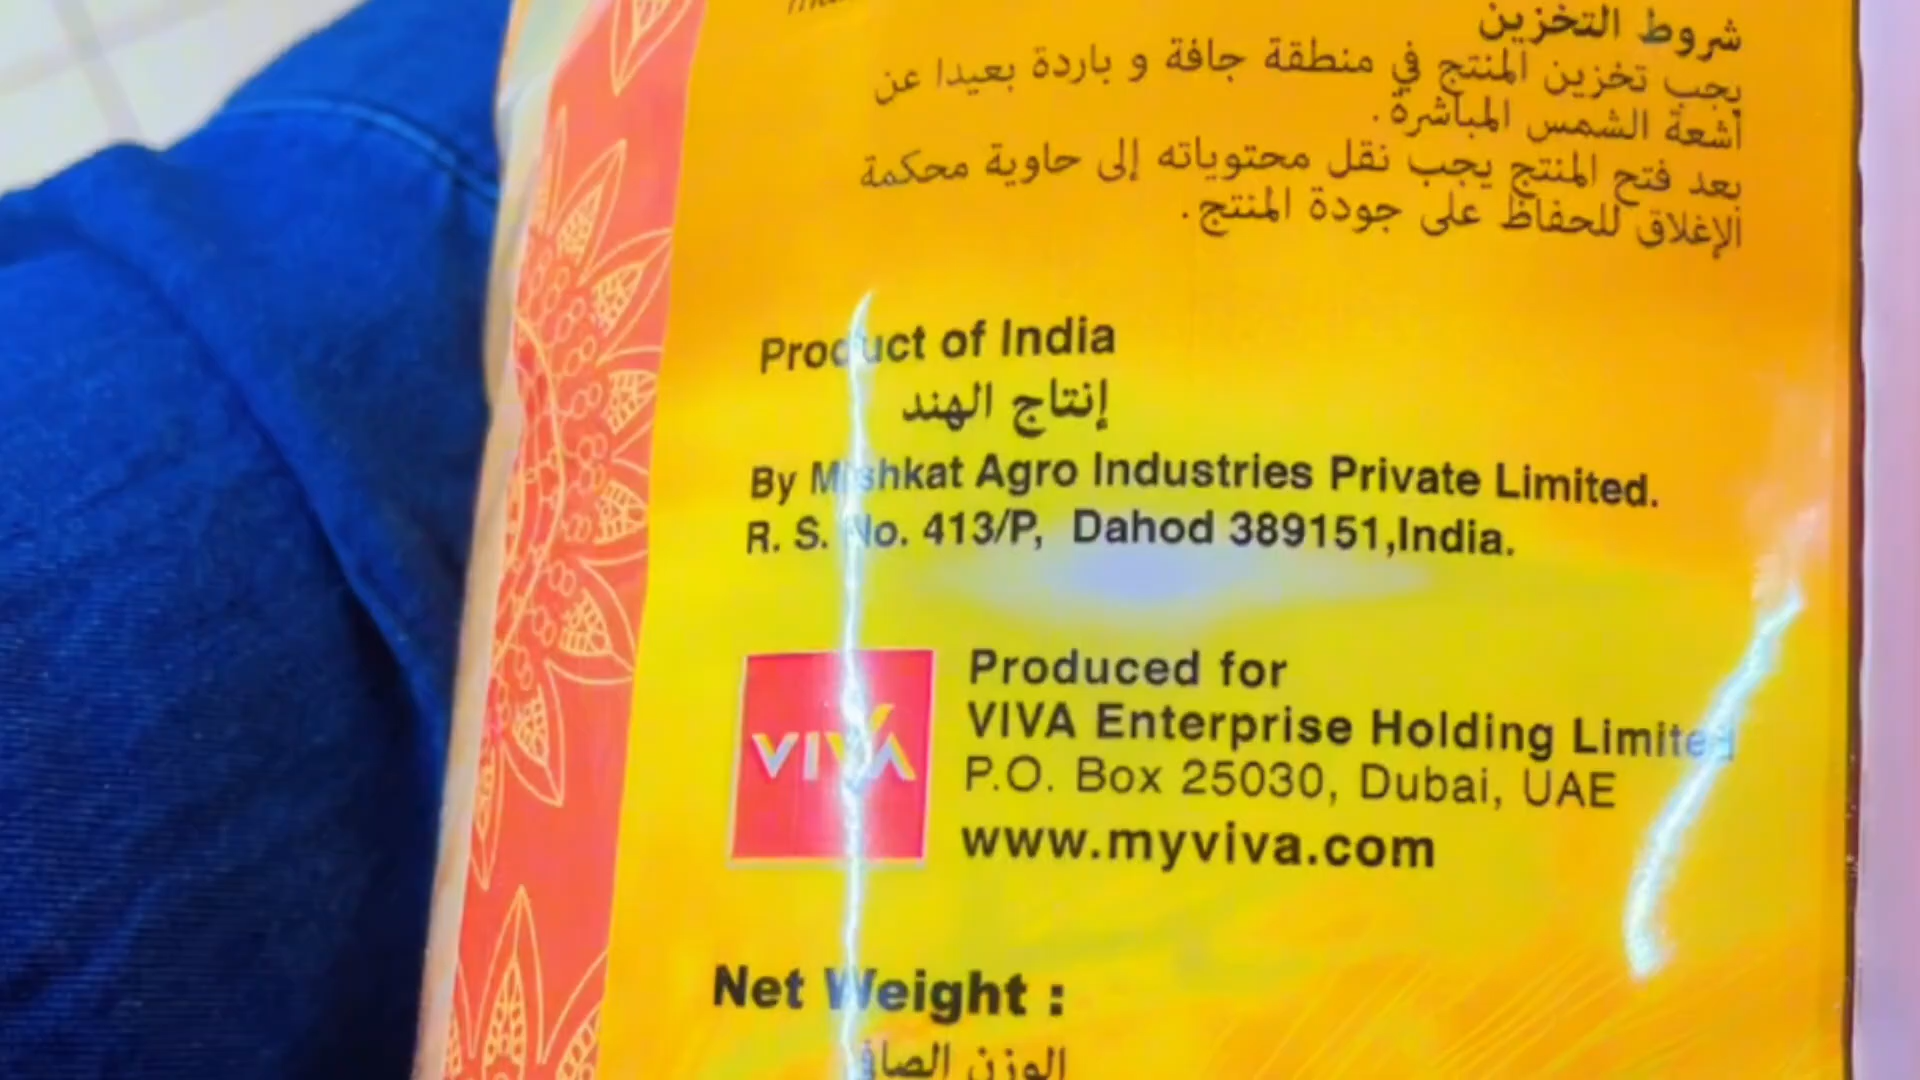 شروط التخزين
يجب تخزين المنتج في منطقة جافة و باردة بعيدا عن
أشعة الشمس المباشرة.
بعد فتح المنتج يجب نقل محتوياته إلى حاوية محكمة
الإغلاق للحفاظ على جودة المنتج.
Product of India
إنتاج الهند
By Mishkat Agro Industries Private Limited.
R. S. No. 413/P, Dahod 389151,India.
VIVA
Produced for
VIVA Enterprise Holding Limited
P.O. Box 25030, Dubai, UAE
www.myviva.com
Net Weight :
الوزن الصافي